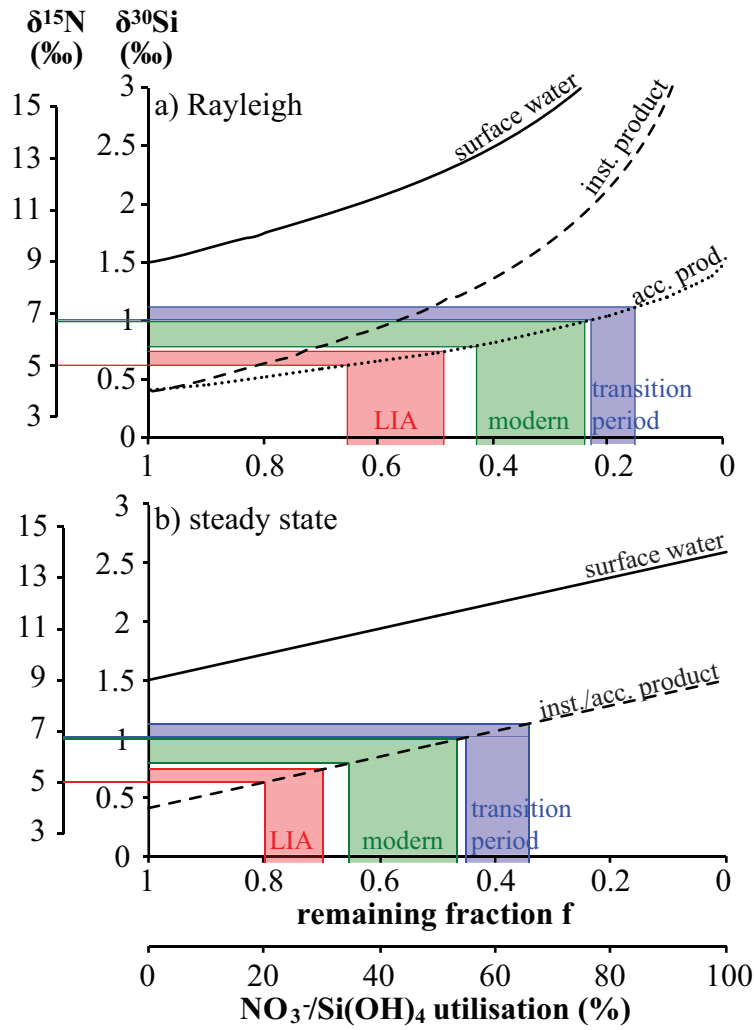 δ¹⁵N δ³⁰Si
(‰) (‰)
15 3
a) Rayleigh
surface water
inst. product
13 2.5
11 2
9 1.5
acc. prod.
7 1
5 0.5
3 0
LIA modern transition
period
1 0.8 0.6 0.4 0.2 0
b) steady state
15 3
surface water
13 2.5
11 2
9 1.5
inst./acc. product
7 1
5 0.5
3 0
LIA modern transition
period
1 0.8 0.6 0.4 0.2 0
remaining fraction f
0 20 40 60 80 100
NO₃⁻/Si(OH)₄ utilisation (%)